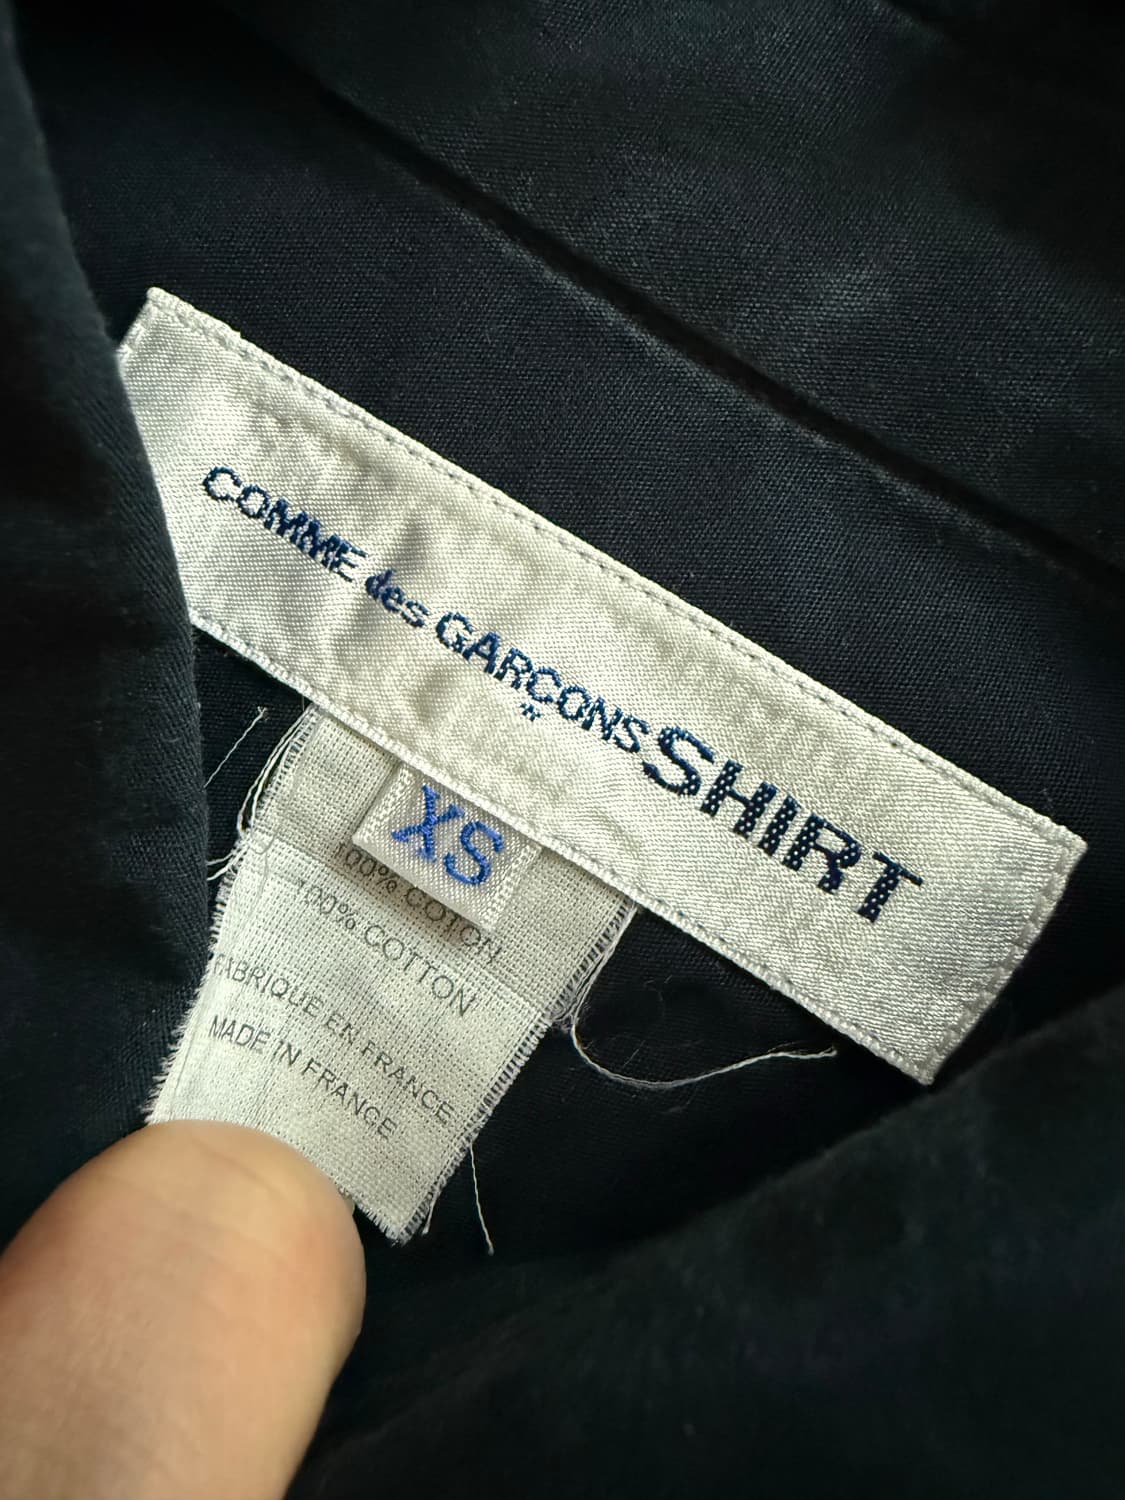 COMME des GARÇONS SHIRT
XS
100% COTON
100% COTTON
FABRIQUE EN FRANCE
MADE IN FRANCE